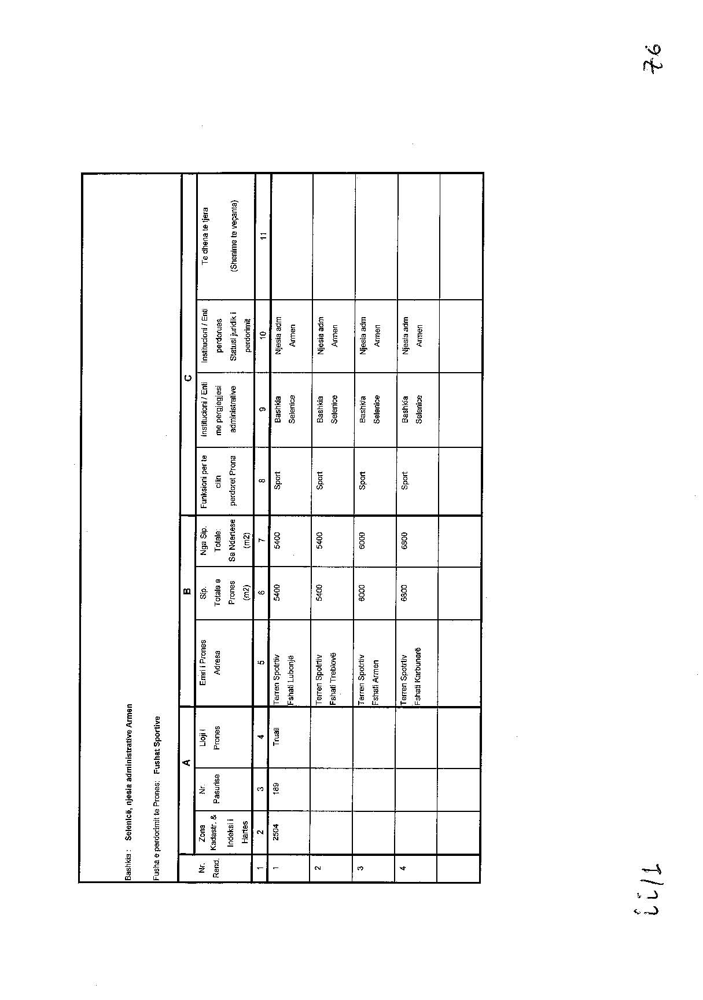 76
Bashkia : Selenicë, njesia administrative Armen
Fusha e perdorimit te Prones: Fushat Sportive
A B C
Nr. Rend. Zona Kadastr. & Indeksi i Hartes Nr. Pasurise Lloji i Prones Emri i Prones Adresa Sip. Totale e Prones (m2) Nga Sip. Totale: Sa Ndertese (m2) Funksioni per te cilin perdoret Prona Institucioni / Enti me pergjegjesi administrative Institucioni / Enti perdorues Statusi juridik i perdorimit Te dhena te tjera (Shenime te veçanta)
1 2 3 4 5 6 7 8 9 10 11
1 2504 189 Truall Terren Spotrtiv Fshati Lubonjë 5400 5400 Sport Bashkia Selenice Njesia adm Armen
2 Terren Spotrtiv Fshati Treblovë 5400 5400 Sport Bashkia Selenice Njesia adm Armen
3 Terren Spotrtiv Fshati Armen 6000 6000 Sport Bashkia Selenice Njesia adm Armen
4 Terren Spotrtiv Fshati Karbunarë 6800 6800 Sport Bashkia Selenice Njesia adm Armen
ii/1